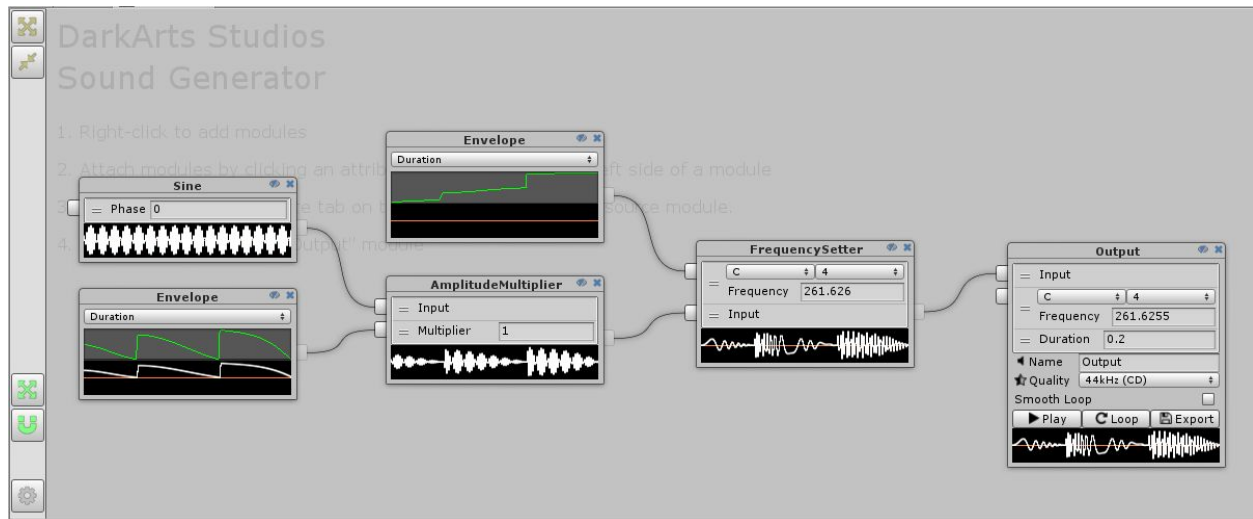 DarkArts Studios
Sound Generator
1. Right-click to add modules
2. Attach modules by clicking an attrib
eft side of a module
3
e tab on t
source module.
4.
Output" module
Sine
Phase 0
Envelope
Duration
Envelope
Duration
AmplitudeMultiplier
Input
Multiplier 1
FrequencySetter
C 4
Frequency 261.626
Input
Output
Input
C 4
Frequency 261.6255
Duration 0.2
Name Output
Quality 44kHz (CD)
Smooth Loop
Play Loop Export